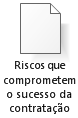 Riscos que
comprometem
o sucesso da
contratação